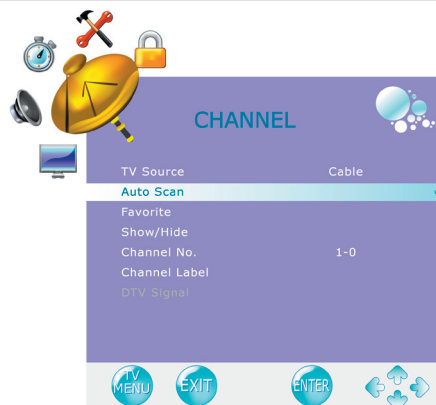 CHANNEL
TV Source Cable
Auto Scan
Favorite
Show/Hide
Channel No. 1-0
Channel Label
DTV Signal
TV
MENU EXIT ENTER